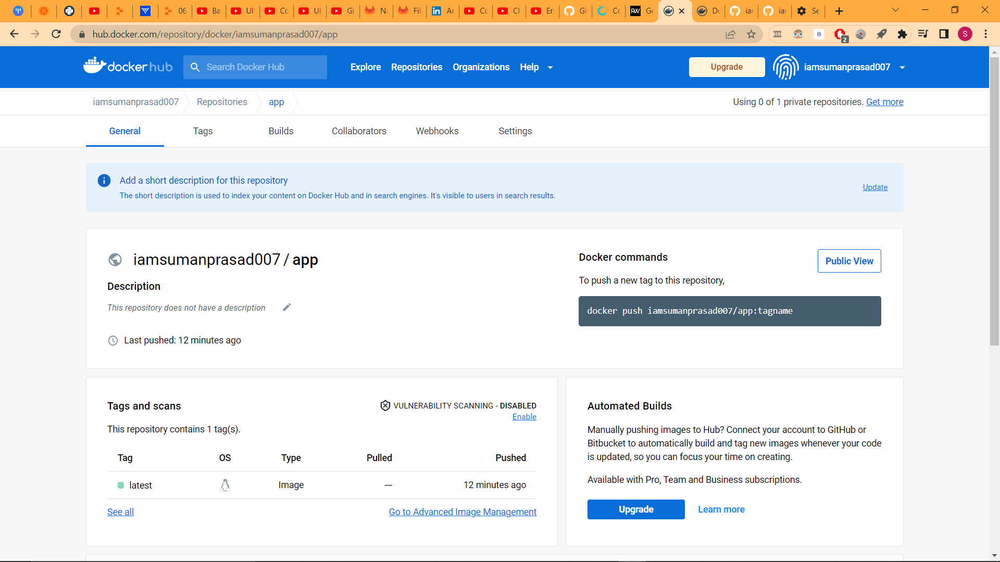 06
Ba
Ul
Co
Ul
Gi
Na
Fil
Ar
Co
Cl
En
Gi
Co
RW
Ge
Do
iar
iar
Se
hub.docker.com/repository/docker/iamsumanprasad007/app
B
2
S
docker hub
Search Docker Hub
Explore
Repositories
Organizations
Help
Upgrade
iamsumanprasad007
iamsumanprasad007
Repositories
app
Using 0 of 1 private repositories. Get more
General
Tags
Builds
Collaborators
Webhooks
Settings
Add a short description for this repository
The short description is used to index your content on Docker Hub and in search engines. It's visible to users in search results.
Update
iamsumanprasad007 / app
Description
This repository does not have a description
Last pushed: 12 minutes ago
Docker commands
Public View
To push a new tag to this repository,
docker push iamsumanprasad007/app:tagname
Tags and scans
VULNERABILITY SCANNING - DISABLED
Enable
This repository contains 1 tag(s).
Tag OS Type Pulled Pushed
latest Image --- 12 minutes ago
See all
Go to Advanced Image Management
Automated Builds
Manually pushing images to Hub? Connect your account to GitHub or
Bitbucket to automatically build and tag new images whenever your code
is updated, so you can focus your time on creating.
Available with Pro, Team and Business subscriptions.
Upgrade
Learn more